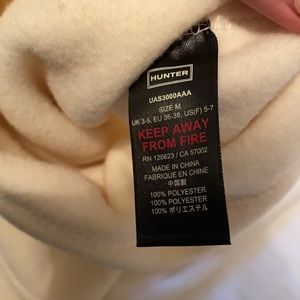 HUNTER
UAS3000AAA
SIZE M
UK 3-5, EU 36-38, US(F) 5-7
KEEP AWAY
FROM FIRE
RN 128623 / CA 57002
MADE IN CHINA
FABRIQUÉ EN CHINE
中国製
100% POLYESTER
100% POLYESTER
100% ポリエステル